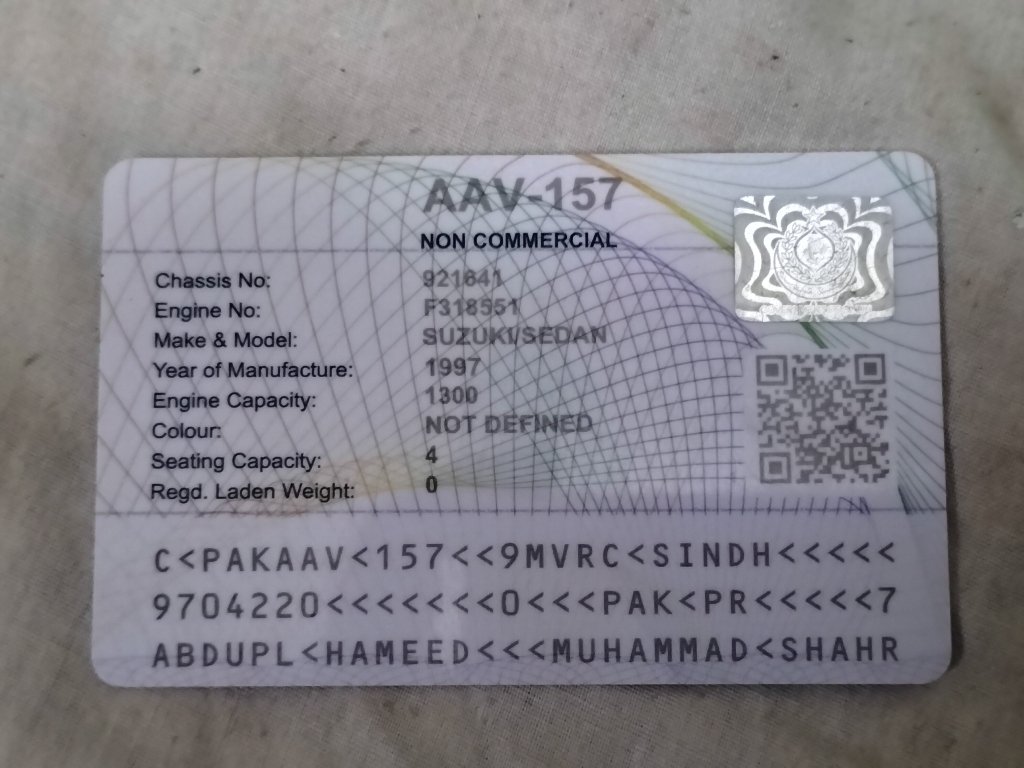 AAV-157
NON COMMERCIAL
Chassis No: 921641
Engine No: F318551
Make & Model: SUZUKI/SEDAN
Year of Manufacture: 1997
Engine Capacity: 1300
Colour: NOT DEFINED
Seating Capacity: 4
Regd. Laden Weight: 0
C<PAKAAV<157<<9MVRC<SINDH<<<<<
9704220<<<<<<<<0<<<PAK<PR<<<<<7
ABDUPL<HAMEED<<<MUHAMMAD<SHAHR